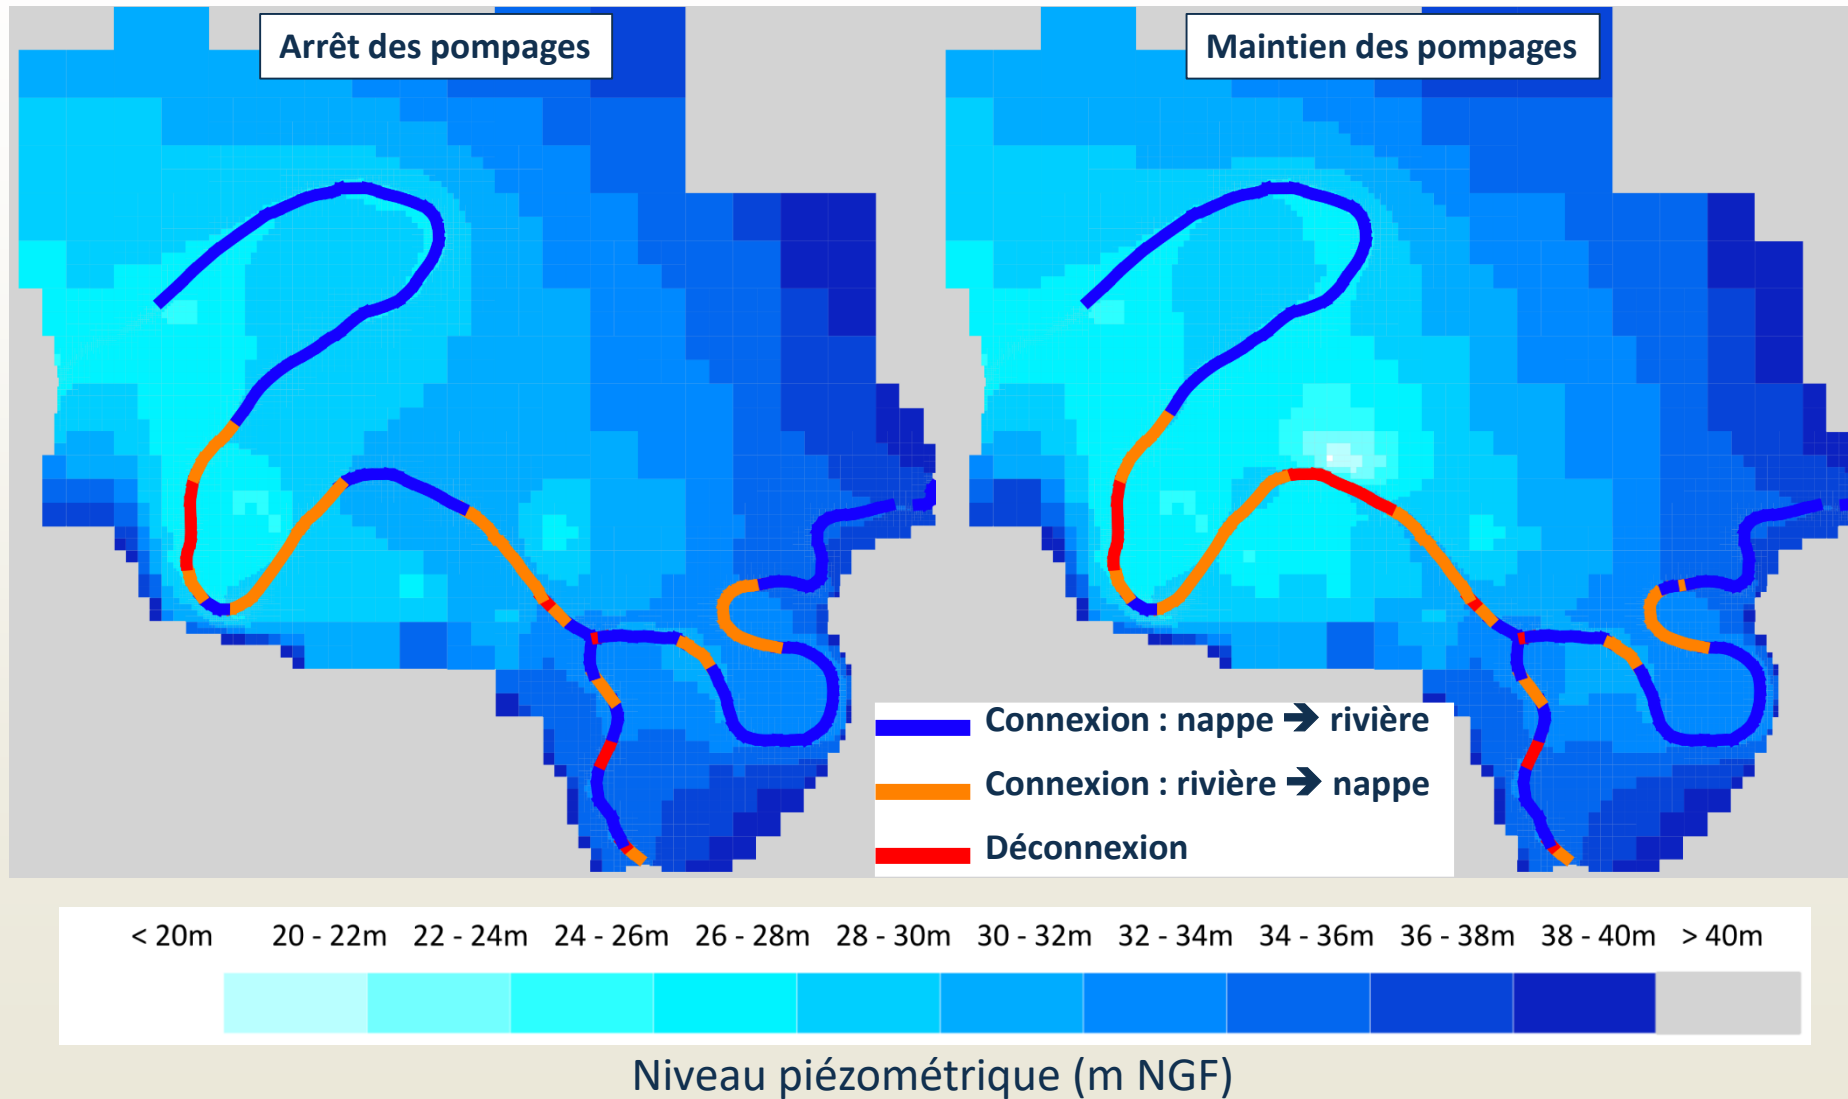 Arrêt des pompages
Maintien des pompages
Connexion : nappe ➔ rivière
Connexion : rivière ➔ nappe
Déconnexion
< 20m 20 - 22m 22 - 24m 24 - 26m 26 - 28m 28 - 30m 30 - 32m 32 - 34m 34 - 36m 36 - 38m 38 - 40m > 40m
Niveau piézométrique (m NGF)